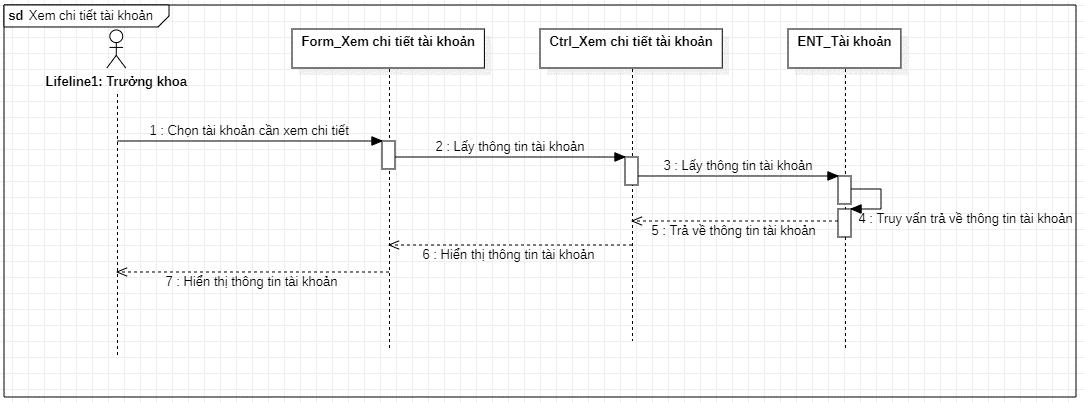 sd Xem chi tiết tài khoản
Form_Xem chi tiết tài khoản
Ctrl_Xem chi tiết tài khoản
ENT_Tài khoản
Lifeline1: Trưởng khoa
1 : Chọn tài khoản cần xem chi tiết
2 : Lấy thông tin tài khoản
3 : Lấy thông tin tài khoản
4 : Truy vấn trả về thông tin tài khoản
5 : Trả về thông tin tài khoản
6 : Hiển thị thông tin tài khoản
7 : Hiển thị thông tin tài khoản